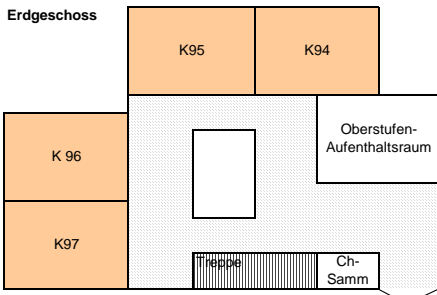 Erdgeschoss
K95
K94
Oberstufen-
Aufenthaltsraum
K 96
K97
Treppe
Ch-
Samm